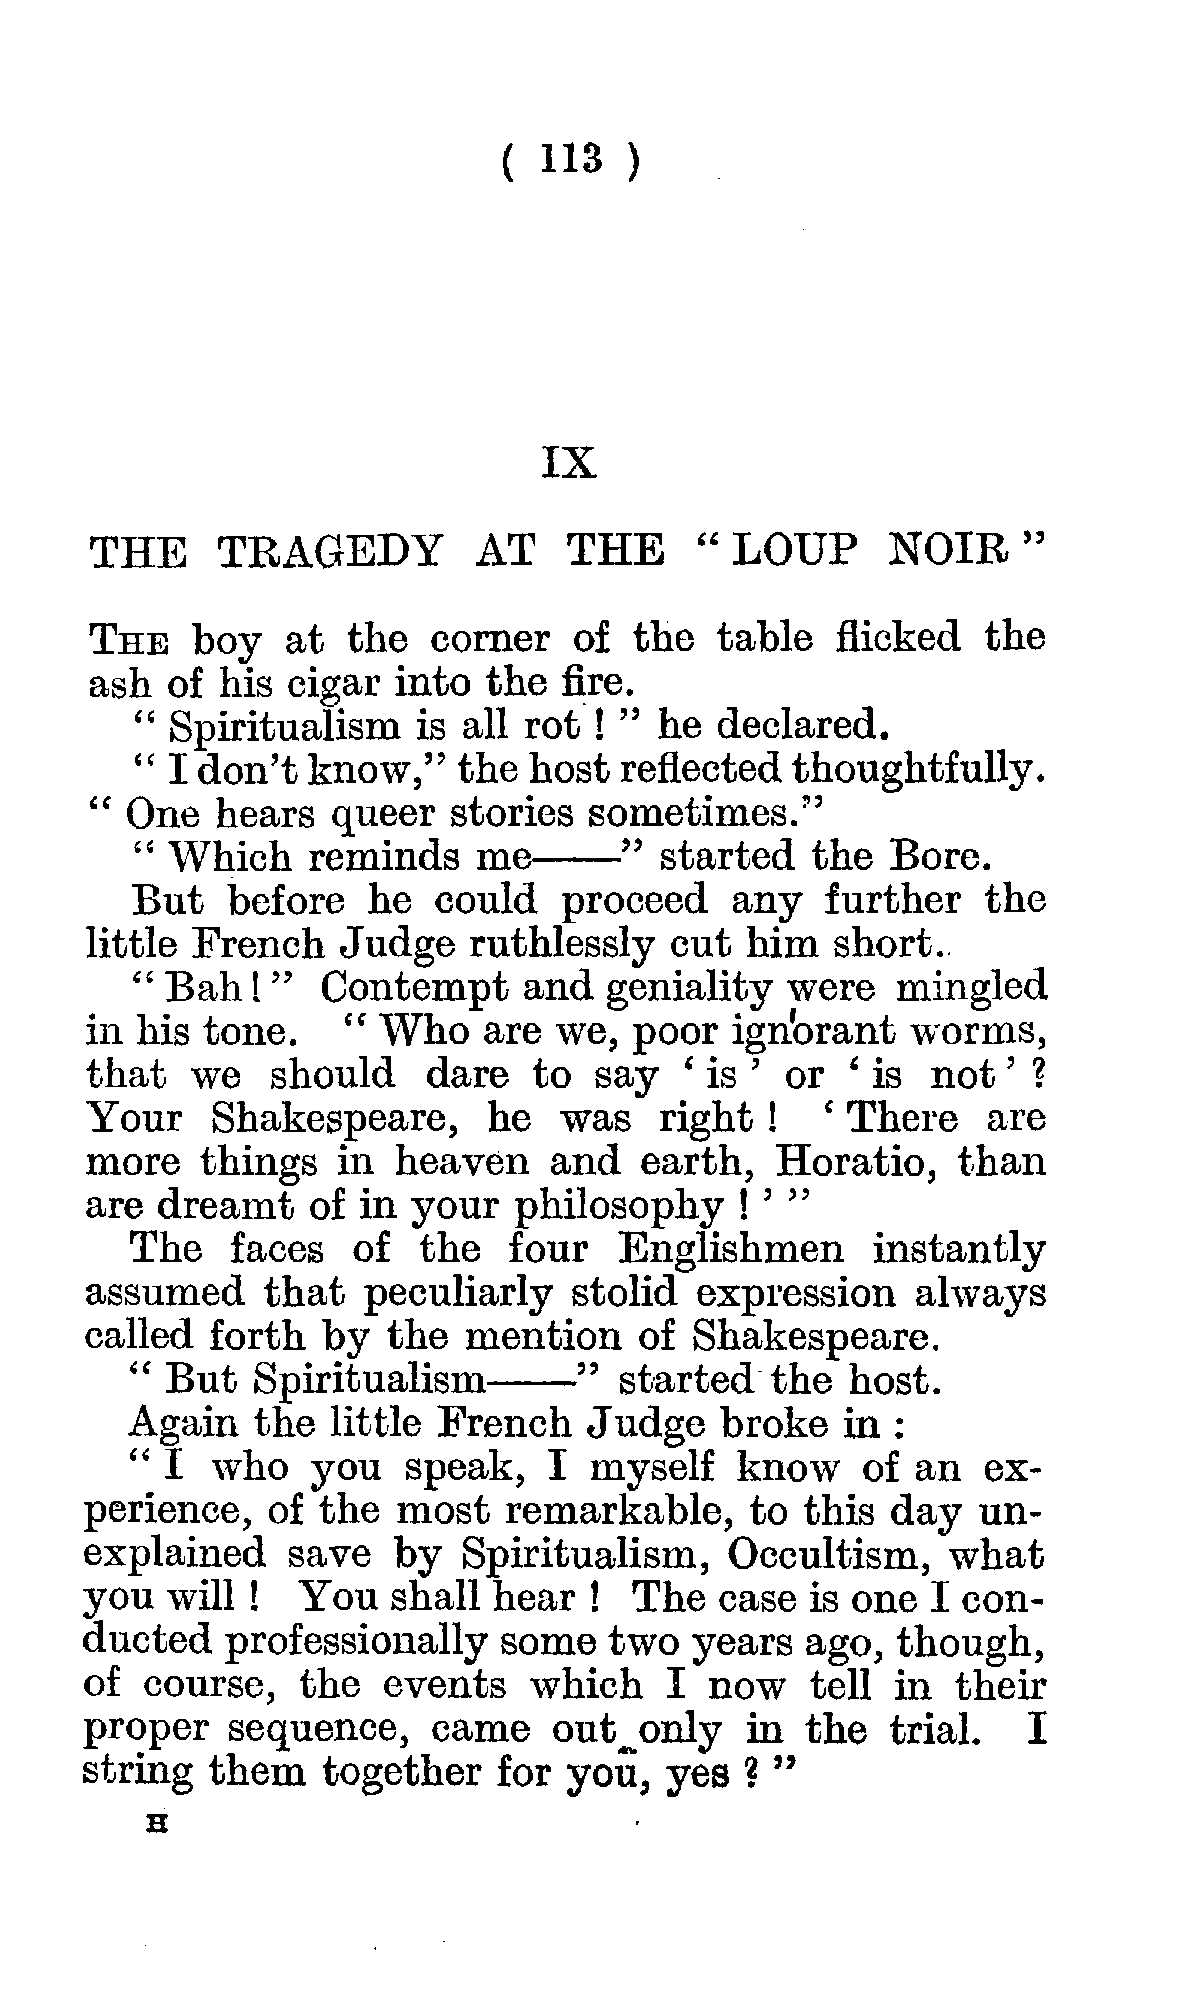 ( 113 )
IX
THE TRAGEDY AT THE “ LOUP NOIR ”
THE boy at the corner of the table flicked the
ash of his cigar into the fire.
“ Spiritualism is all rot ! ” he declared.
“ I don’t know,” the host reflected thoughtfully.
“ One hears queer stories sometimes.”
“ Which reminds me——” started the Bore.
But before he could proceed any further the
little French Judge ruthlessly cut him short.
“ Bah ! ” Contempt and geniality were mingled
in his tone. “ Who are we, poor ignorant worms,
that we should dare to say ‘ is ’ or ‘ is not ’ ?
Your Shakespeare, he was right ! ‘ There are
more things in heaven and earth, Horatio, than
are dreamt of in your philosophy ! ’ ”
The faces of the four Englishmen instantly
assumed that peculiarly stolid expression always
called forth by the mention of Shakespeare.
“ But Spiritualism——” started the host.
Again the little French Judge broke in :
“ I who you speak, I myself know of an ex-
perience, of the most remarkable, to this day un-
explained save by Spiritualism, Occultism, what
you will ! You shall hear ! The case is one I con-
ducted professionally some two years ago, though,
of course, the events which I now tell in their
proper sequence, came out only in the trial. I
string them together for you, yes ? ”
H